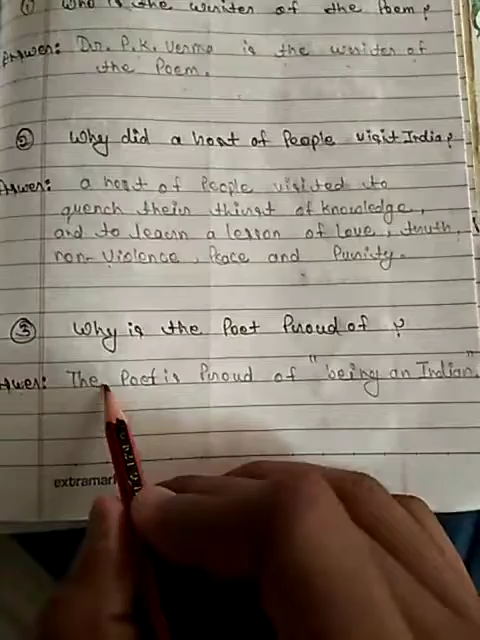 ① Who is the writer of the Poem?
Answer: Dr. P.K. Verma is the writer of
the Poem.
② Why did a host of People visit India?
Answer: a host of People visited to
quench their thirst of knowledge,
and to learn a lesson of Love, truth,
non-violence, Peace and Purity.
③ Why is the Poet Proud of ?
Answer: The Poet is Proud of "being an Indian"
extramar